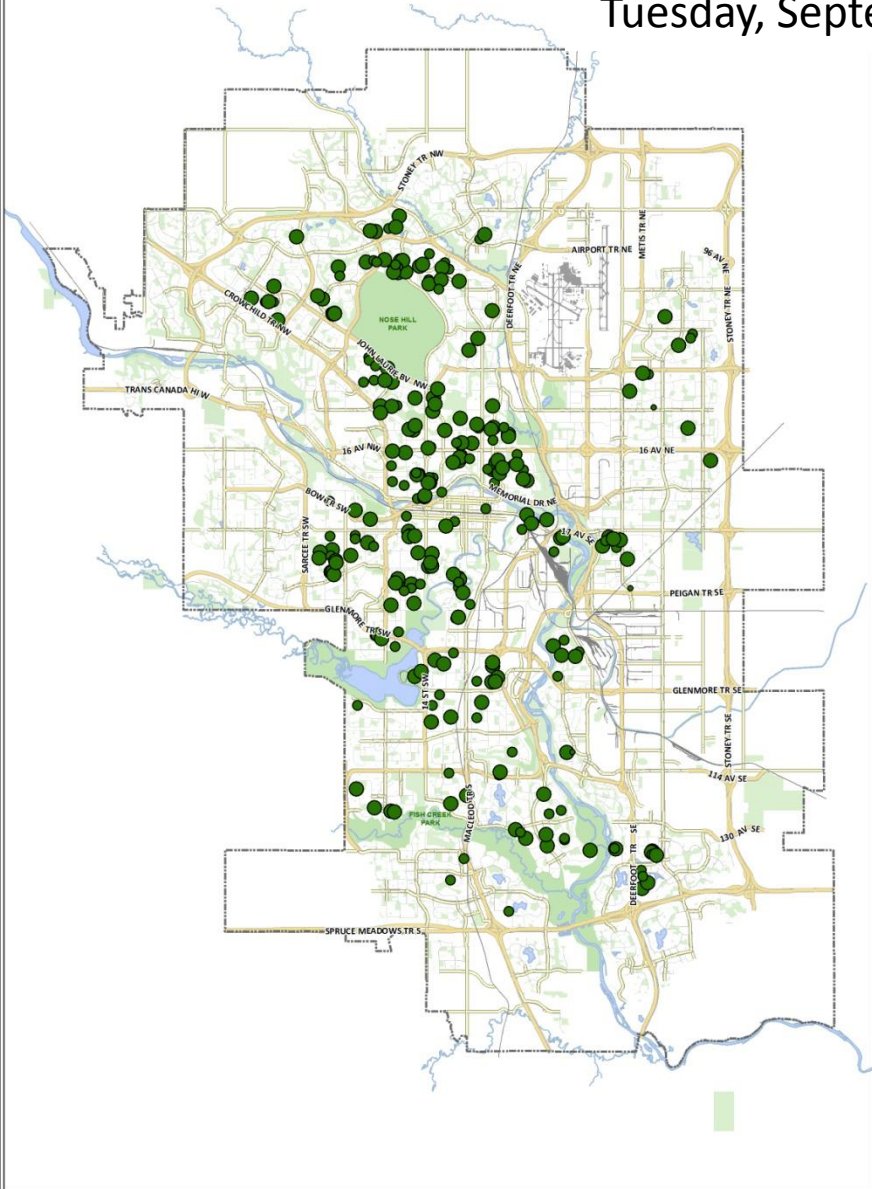 Tuesday, Septe
STONEY TR NW
DEERFOOT TR NE
AIRPORT TR NE
METIS TR NE
96 AV NE
STONEY TR NE
CROWCHILD TR NW
NOSE HILL
PARK
JOHN LAURIE BV NW
TRANS CANADA HI W
16 AV NW
16 AV NE
BOW TR SW
MEMORIAL DR NE
SARCEE TR SW
17 AV SE
PEIGAN TR SE
GLENMORE TR SW
14 ST SW
GLENMORE TR SE
STONEY TR SE
114 AV SE
MACLEOD TR S
FISH CREEK
PARK
DEERFOOT TR SE
130 AV SE
SPRUCE MEADOWS TR S